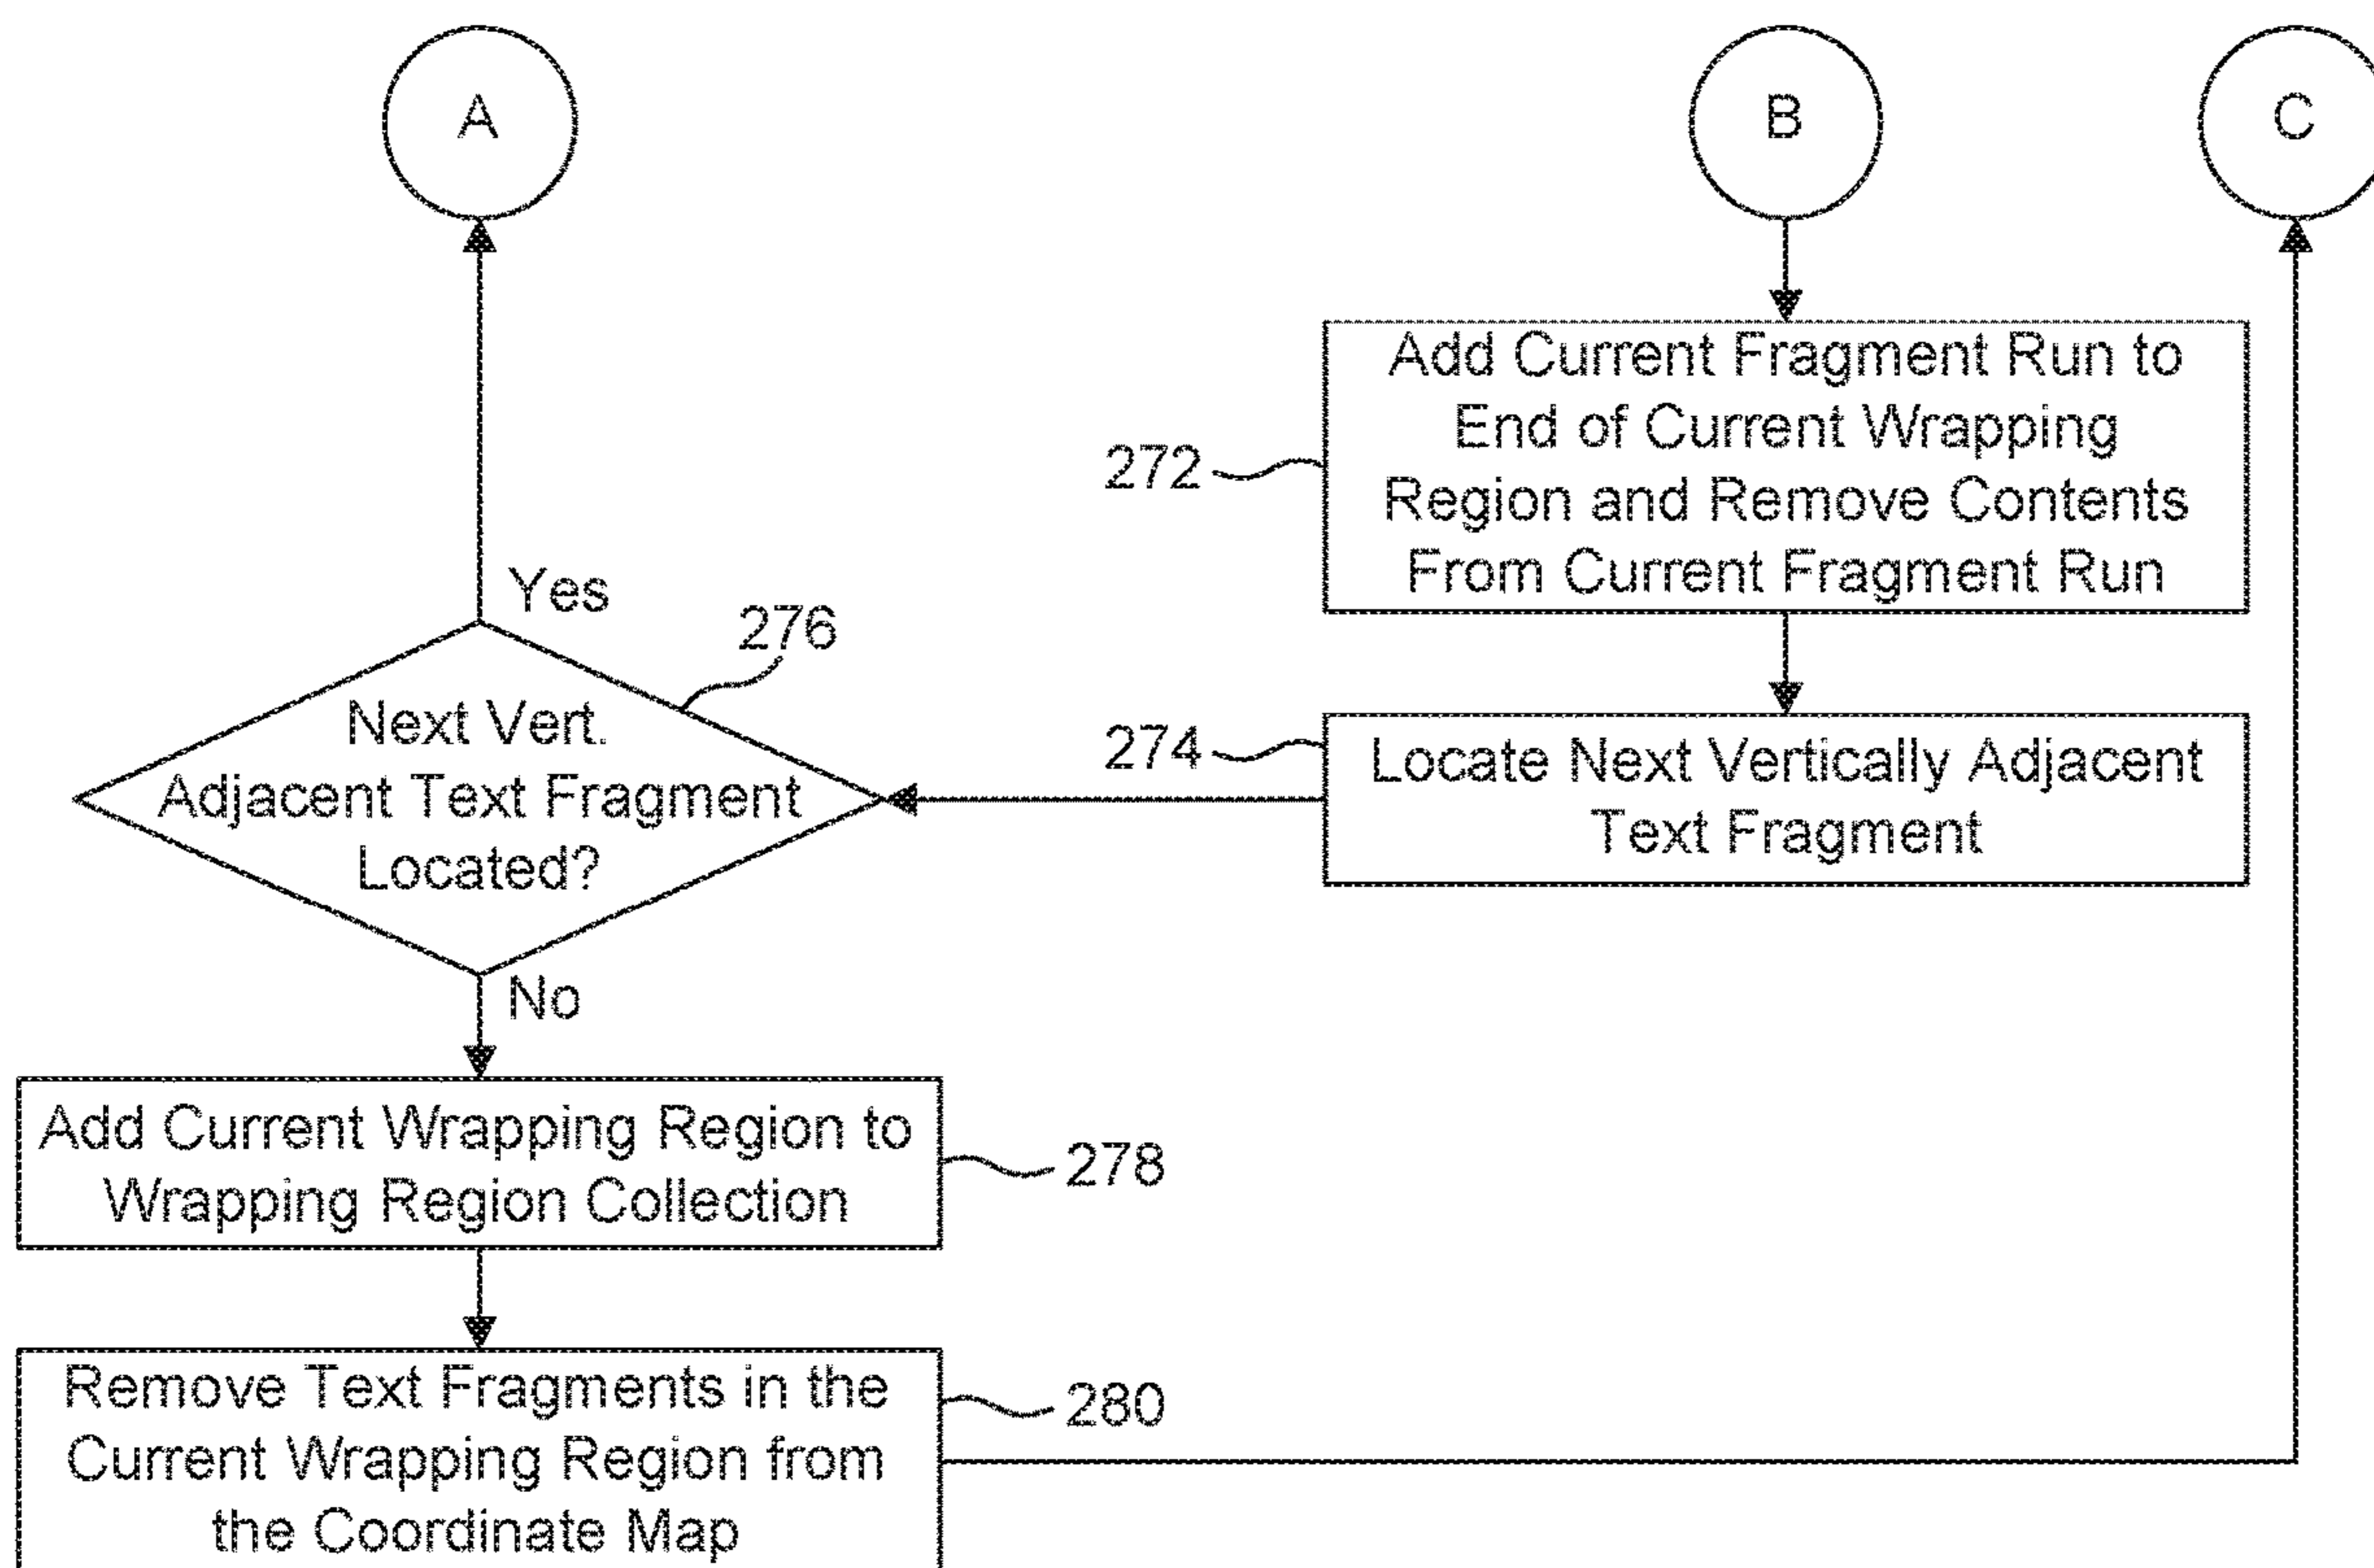 A
B
C
Add Current Fragment Run to
End of Current Wrapping
Region and Remove Contents
From Current Fragment Run
272
Yes
276
Next Vert.
Adjacent Text Fragment
Located?
274
Locate Next Vertically Adjacent
Text Fragment
No
Add Current Wrapping Region to
Wrapping Region Collection
278
Remove Text Fragments in the
Current Wrapping Region from
the Coordinate Map
280